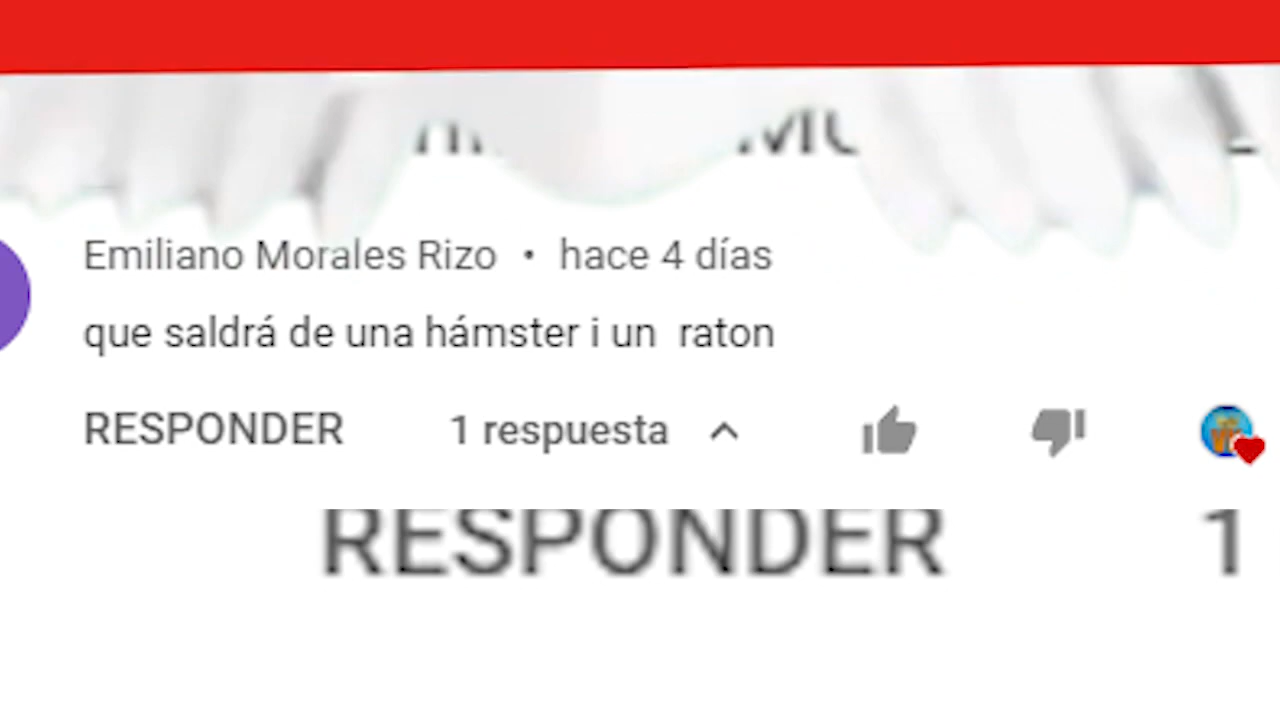 Emiliano Morales Rizo • hace 4 días
que saldrá de una hámster i un raton
RESPONDER 1 respuesta
RESPONDER 1